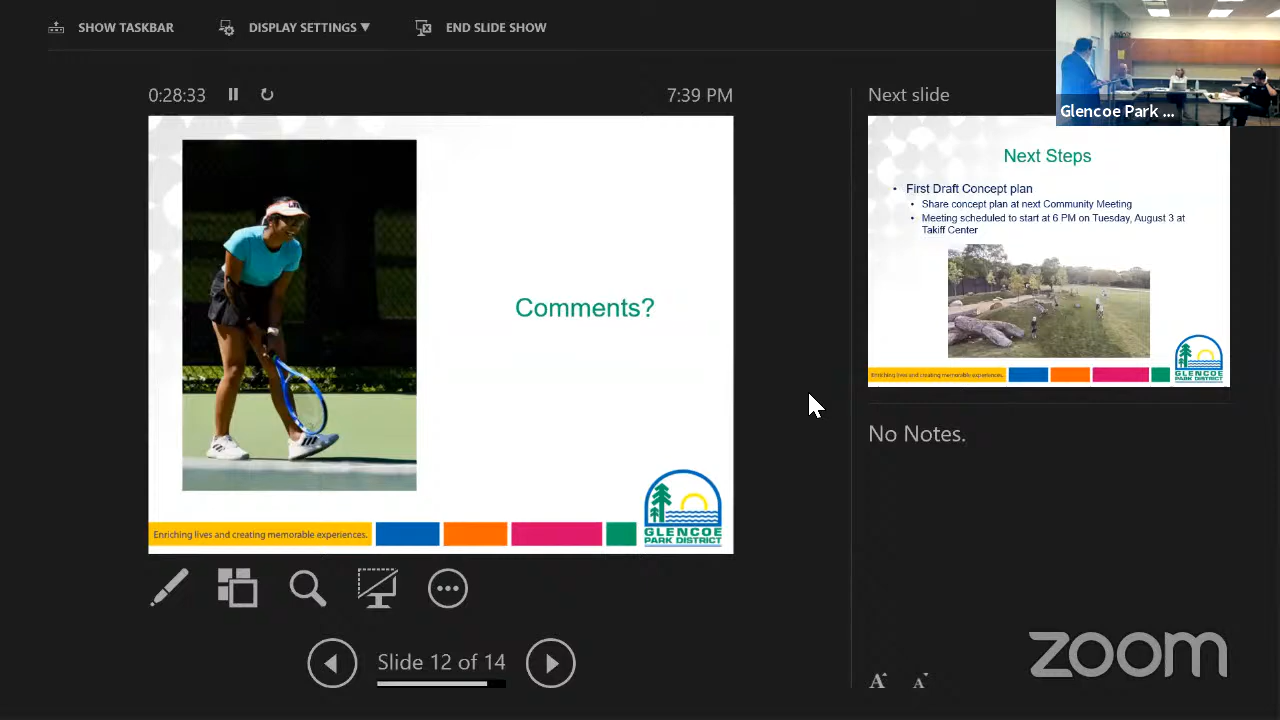 SHOW TASKBAR
DISPLAY SETTINGS ▼
END SLIDE SHOW
0:28:33
7:39 PM
Next slide
Glencoe Park ...
Comments?
Enriching lives and creating memorable experiences.
GLENCOE
PARK DISTRICT
Next Steps
• First Draft Concept plan
• Share concept plan at next Community Meeting
• Meeting scheduled to start at 6 PM on Tuesday, August 3 at
Takiff Center
Enriching lives and creating memorable experiences.
GLENCOE
PARK DISTRICT
No Notes.
Slide 12 of 14
A A
zoom